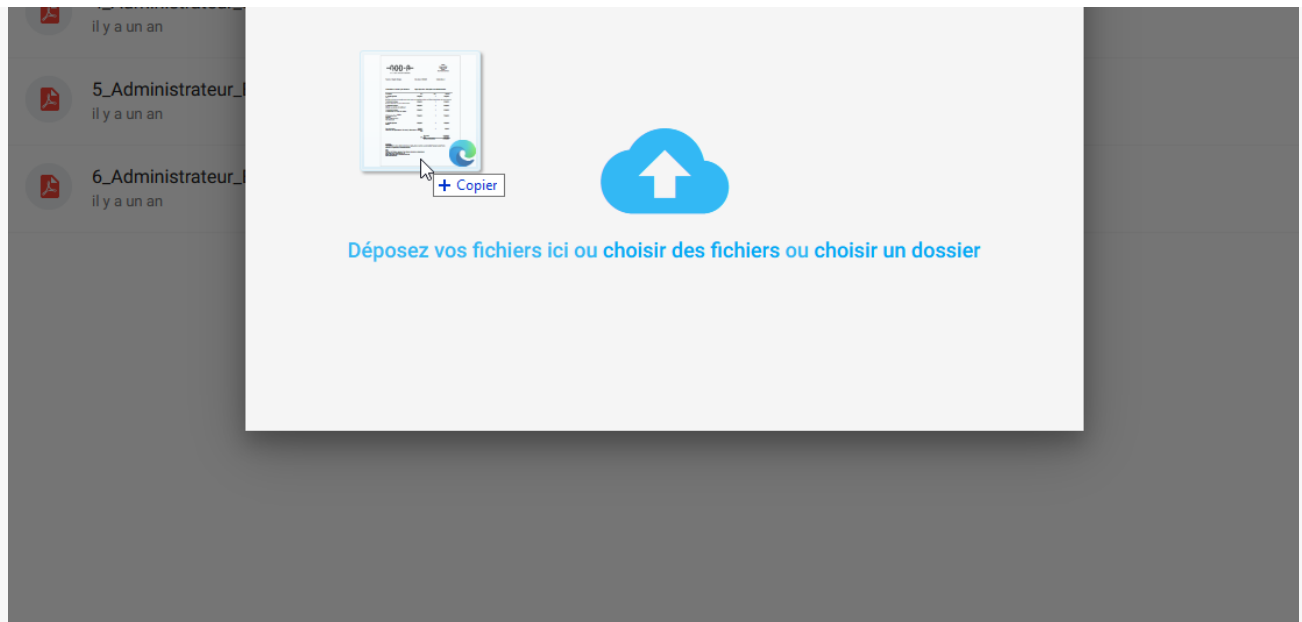 il y a un an
5_Administrateur_
il y a un an
6_Administrateur_
il y a un an
+ Copier
Déposez vos fichiers ici ou choisir des fichiers ou choisir un dossier